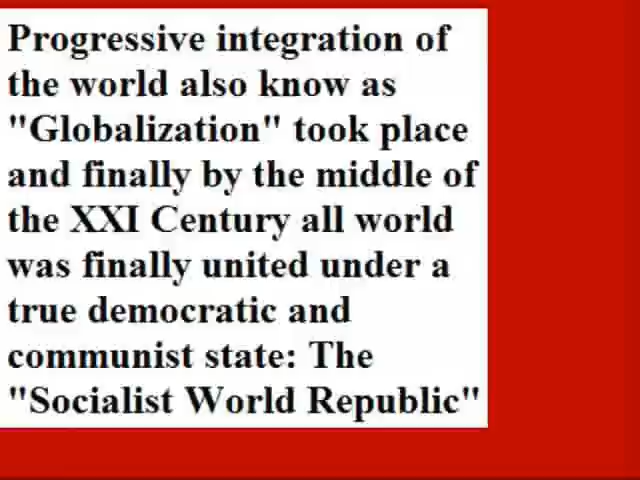 Progressive integration of
the world also know as
"Globalization" took place
and finally by the middle of
the XXI Century all world
was finally united under a
true democratic and
communist state: The
"Socialist World Republic"